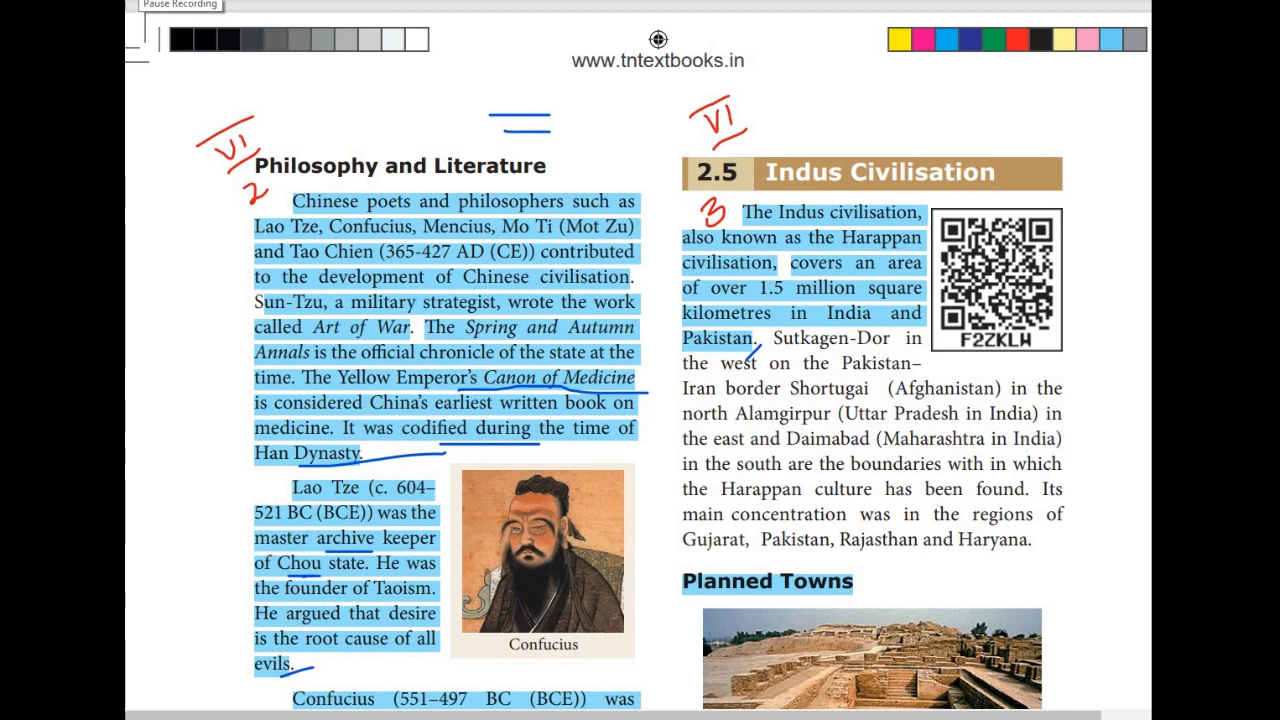 Pause Recording
www.tntextbooks.in
VI
Philosophy and Literature
2
Chinese poets and philosophers such as
Lao Tze, Confucius, Mencius, Mo Ti (Mot Zu)
and Tao Chien (365-427 AD (CE)) contributed
to the development of Chinese civilisation.
Sun-Tzu, a military strategist, wrote the work
called Art of War. The Spring and Autumn
Annals is the official chronicle of the state at the
time. The Yellow Emperor's Canon of Medicine
is considered China's earliest written book on
medicine. It was codified during the time of
Han Dynasty.
Lao Tze (c. 604–
521 BC (BCE)) was the
master archive keeper
of Chou state. He was
the founder of Taoism.
He argued that desire
is the root cause of all
evils.
Confucius
Confucius (551–497 BC (BCE)) was
VI
2.5 Indus Civilisation
3
The Indus civilisation,
also known as the Harappan
civilisation, covers an area
of over 1.5 million square
kilometres in India and
Pakistan. Sutkagen-Dor in
the west on the Pakistan–
Iran border Shortugai (Afghanistan) in the
north Alamgirpur (Uttar Pradesh in India) in
the east and Daimabad (Maharashtra in India)
in the south are the boundaries with in which
the Harappan culture has been found. Its
main concentration was in the regions of
Gujarat, Pakistan, Rajasthan and Haryana.
F2ZKLW
Planned Towns